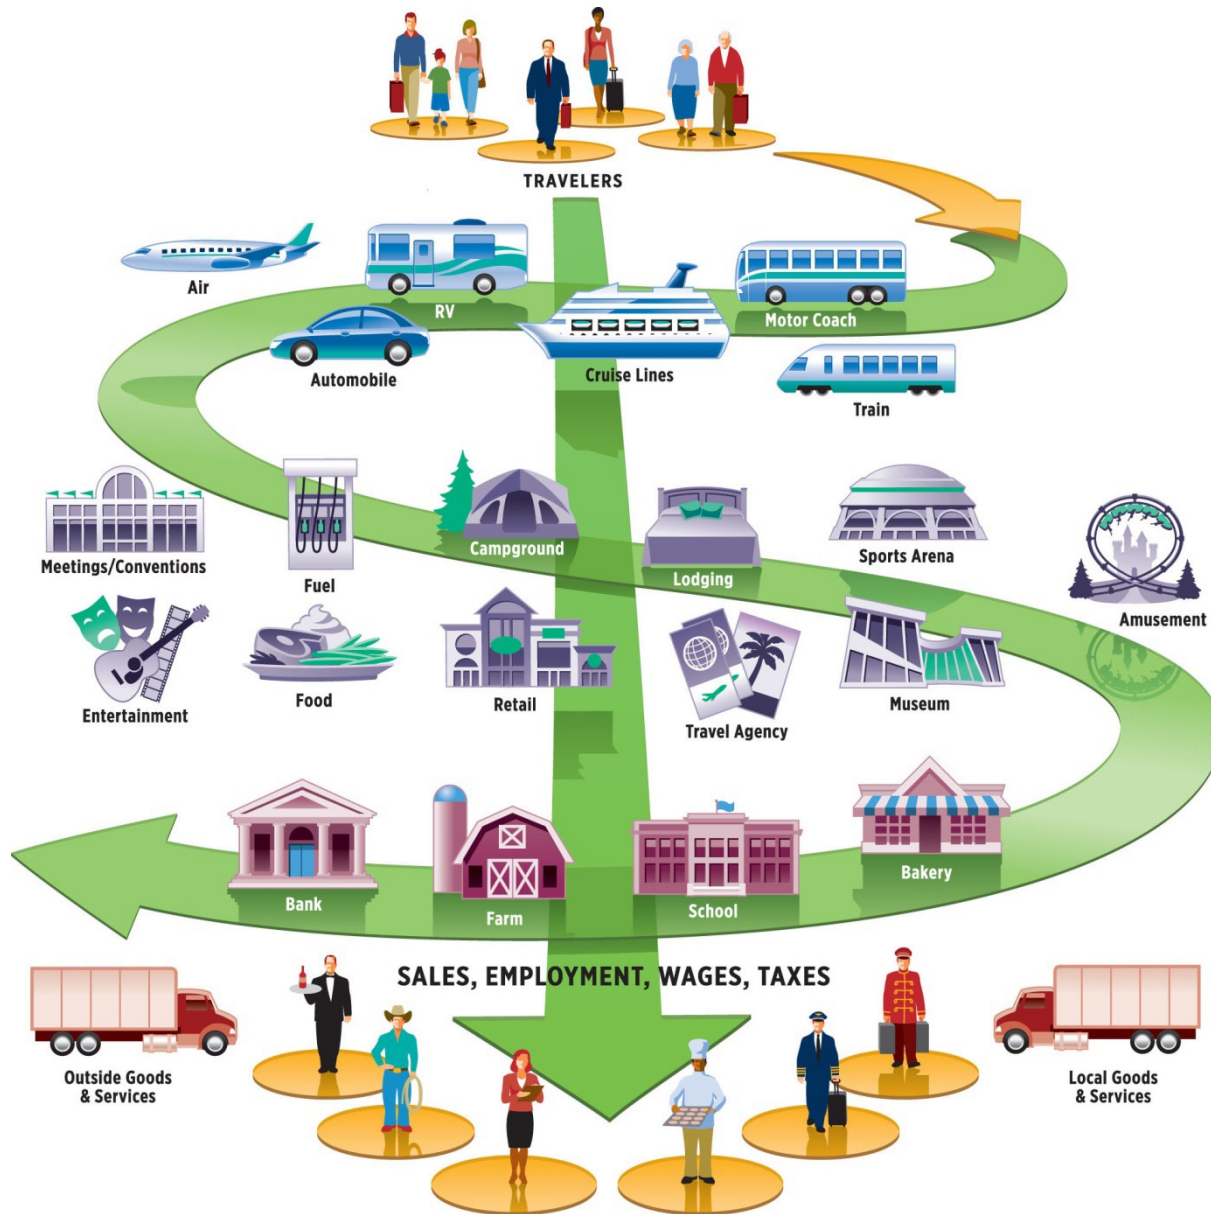 TRAVELERS
Air
RV
Motor Coach
Automobile
Cruise Lines
Train
Meetings/Conventions
Fuel
Campground
Lodging
Sports Arena
Amusement
Entertainment
Food
Retail
Travel Agency
Museum
Bank
Farm
School
Bakery
SALES, EMPLOYMENT, WAGES, TAXES
Outside Goods
& Services
Local Goods
& Services